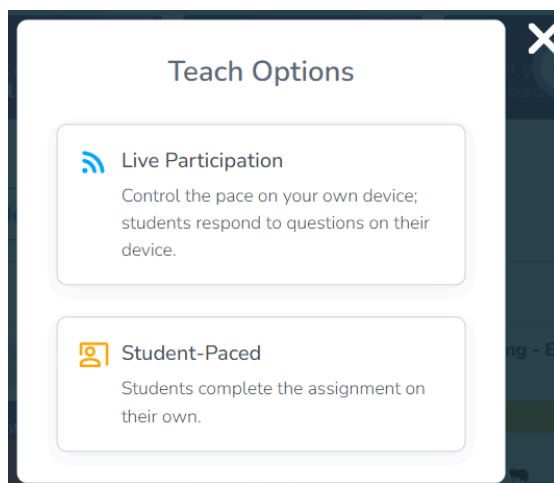 Teach Options
Live Participation
Control the pace on your own device;
students respond to questions on their
device.
Student-Paced
Students complete the assignment on
their own.
ng - E